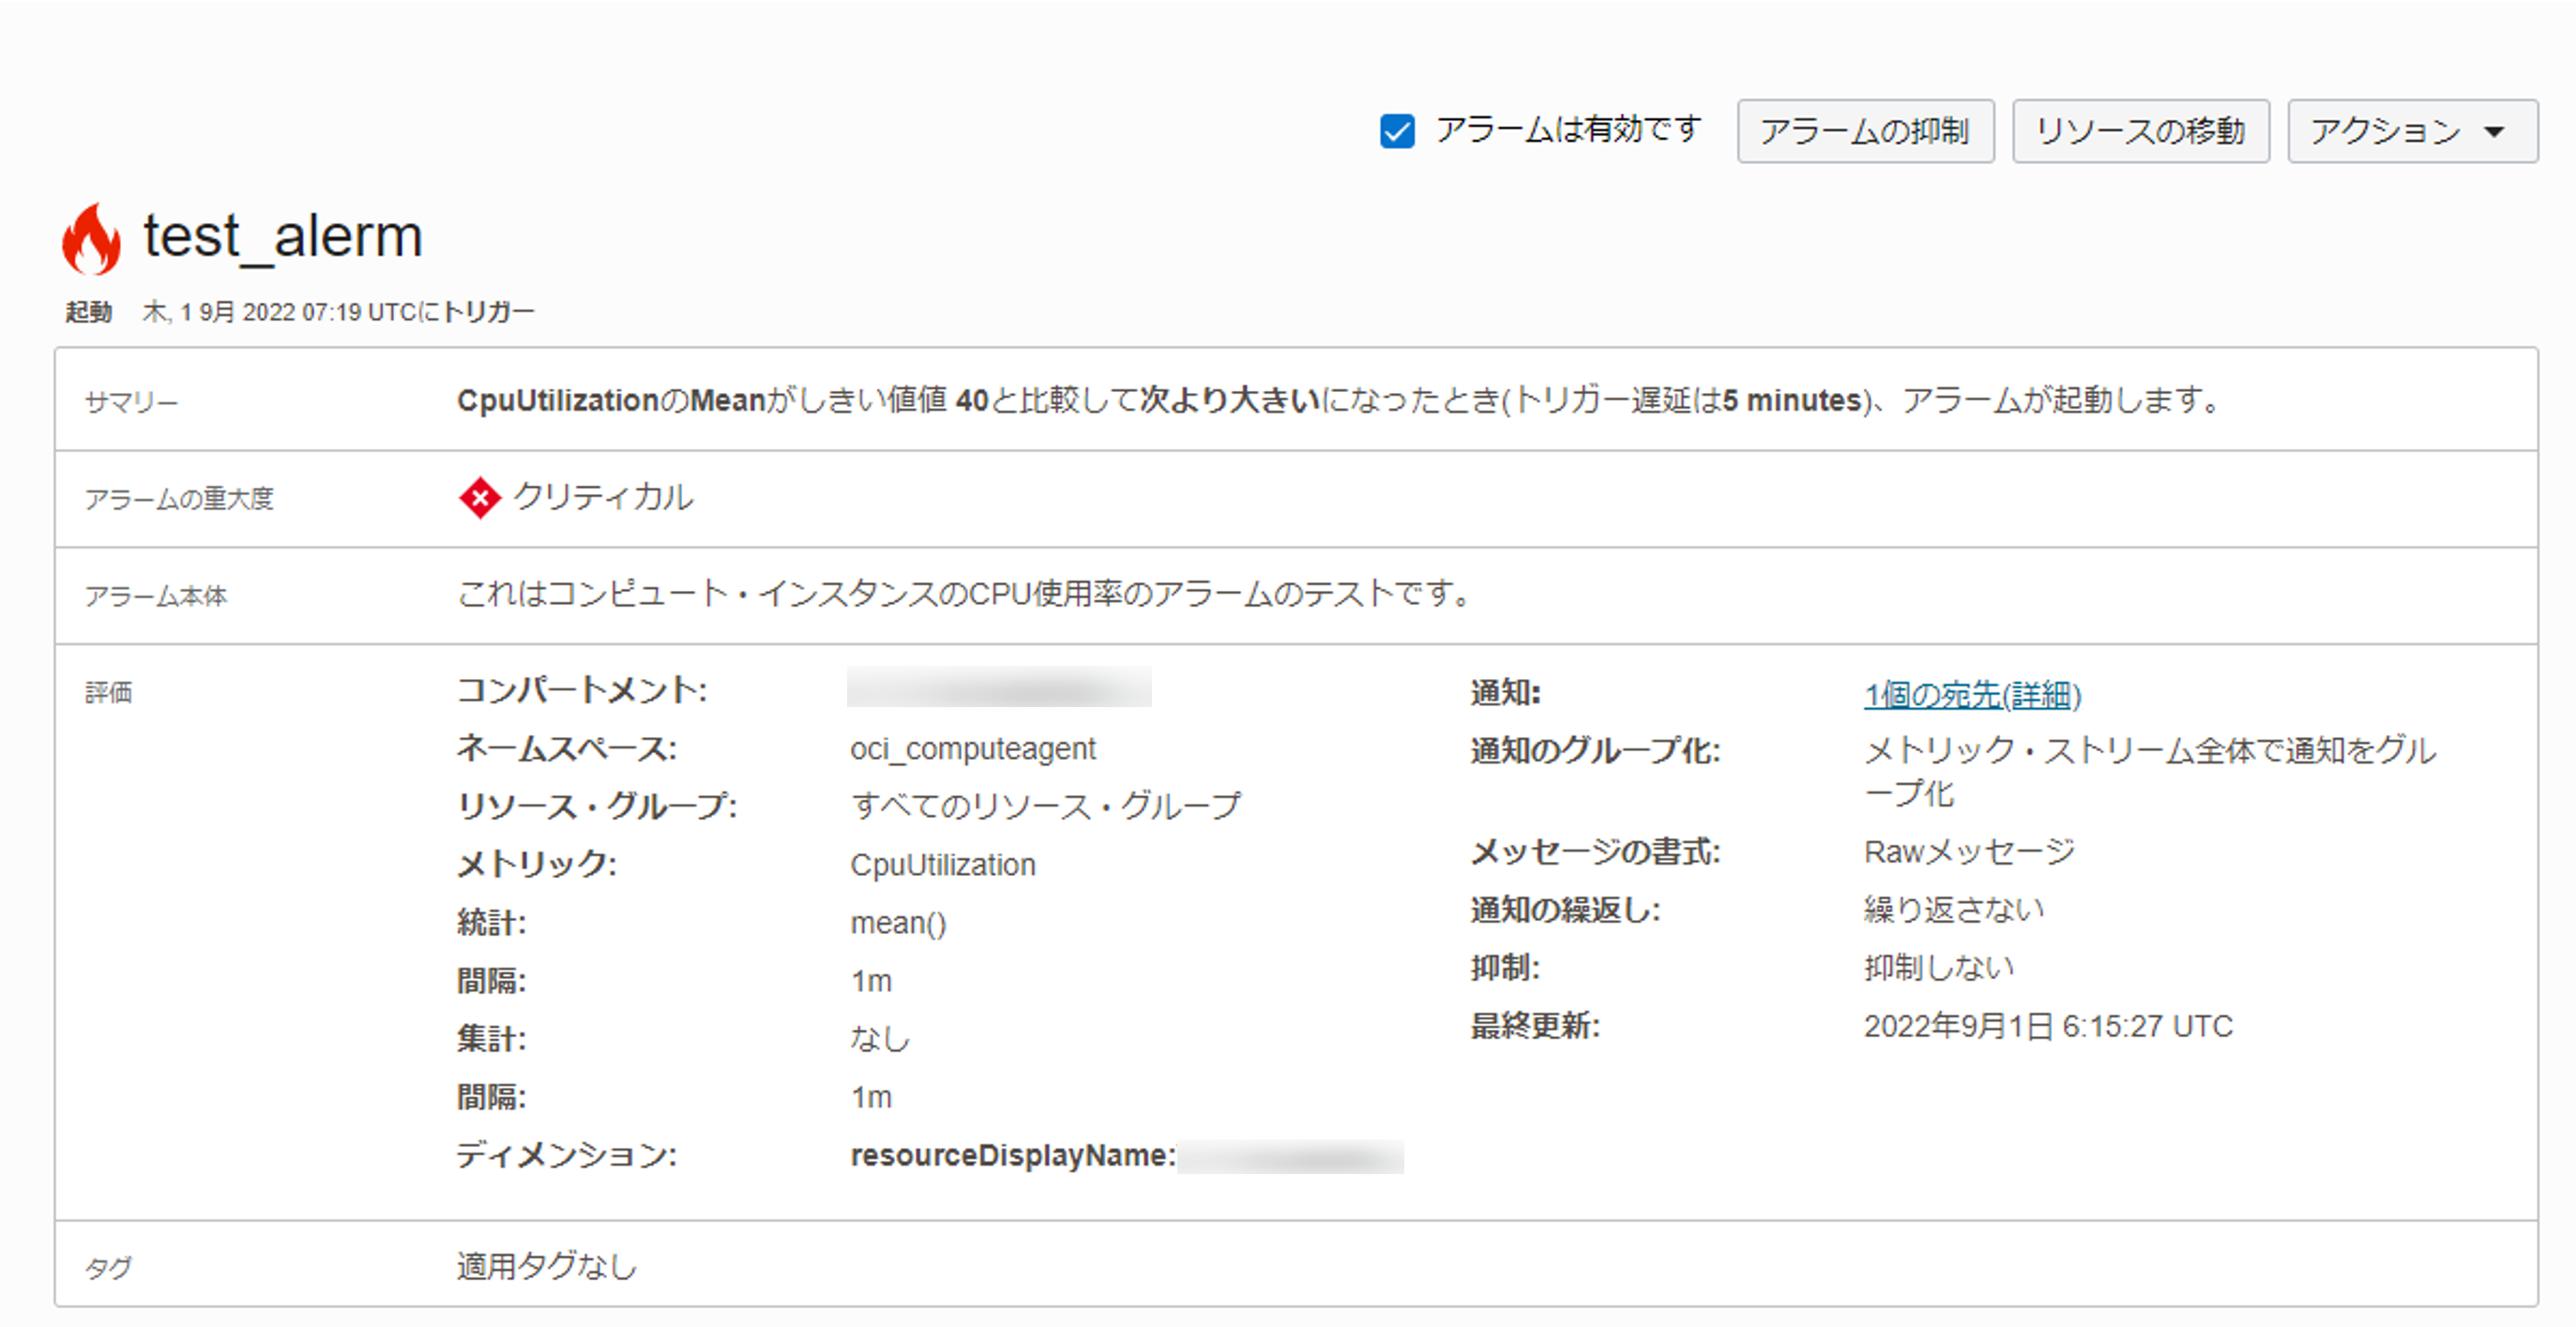 アラームは有効です アラームの抑制 リソースの移動 アクション
test_alerm
起動 木, 1 9月 2022 07:19 UTCにトリガー
サマリー CpuUtilizationのMeanがしきい値値 40と比較して次より大きいになったとき(トリガー遅延は5 minutes)、アラームが起動します。
アラームの重大度 クリティカル
アラーム本体 これはコンピュート・インスタンスのCPU使用率のアラームのテストです。
評価
コンパートメント:
ネームスペース: oci_computeagent
リソース・グループ: すべてのリソース・グループ
メトリック: CpuUtilization
統計: mean()
間隔: 1m
集計: なし
間隔: 1m
ディメンション: resourceDisplayName:
通知: 1個の宛先(詳細)
通知のグループ化: メトリック・ストリーム全体で通知をグル
ープ化
メッセージの書式: Rawメッセージ
通知の繰返し: 繰り返さない
抑制: 抑制しない
最終更新: 2022年9月1日 6:15:27 UTC
タグ 適用タグなし